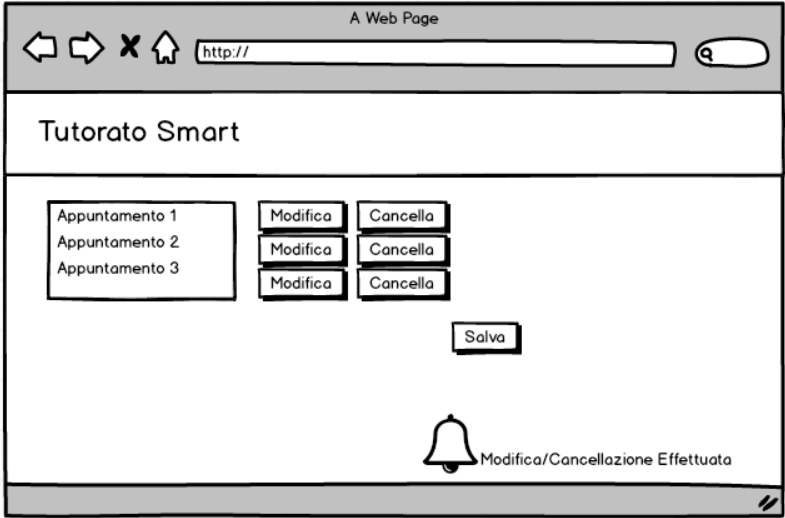 A Web Page
http://
Tutorato Smart
Appuntamento 1
Modifica
Cancella
Appuntamento 2
Modifica
Cancella
Appuntamento 3
Modifica
Cancella
Salva
Modifica/Cancellazione Effettuata